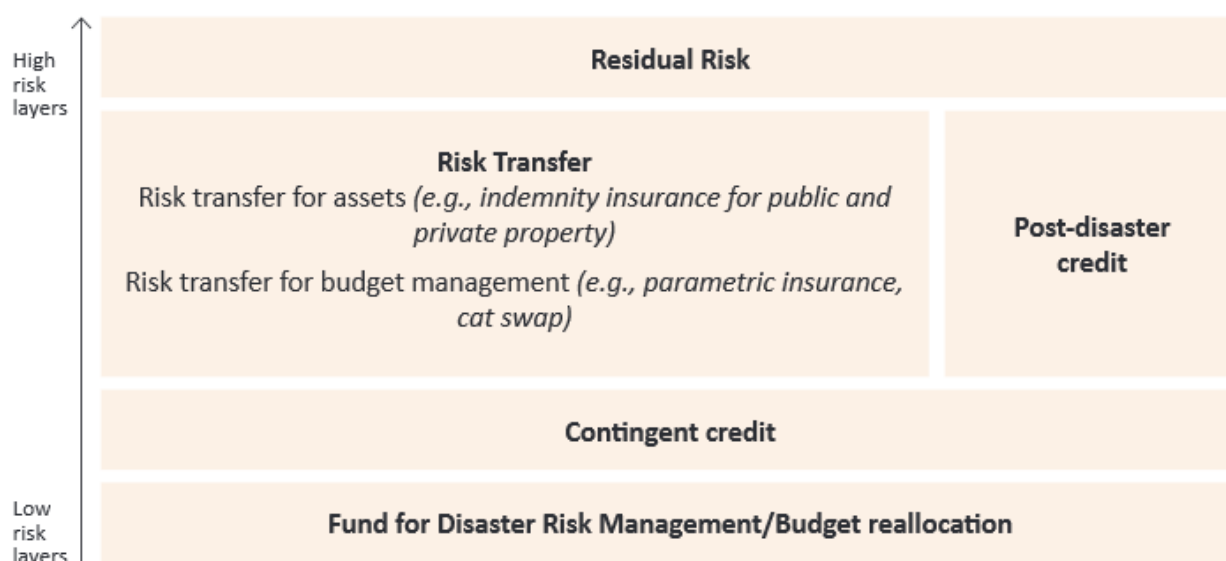 High
risk
layers
Residual Risk
Risk Transfer
Risk transfer for assets (e.g., indemnity insurance for public and
private property)
Risk transfer for budget management (e.g., parametric insurance,
cat swap)
Post-disaster
credit
Contingent credit
Low
risk
layers
Fund for Disaster Risk Management/Budget reallocation